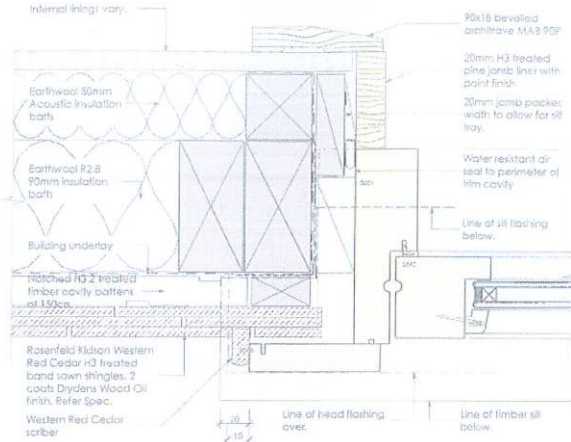 Internal linings vary.
Earthwool 50mm
Acoustic insulation
batts
Earthwool R2.8
90mm insulation
batts
Building underlay
Notched H3.2 treated
timber cavity battens
Rosenfeld Kidson Western
Red Cedar H3 treated
band sawn shingles. 2
coats Drydens Wood Oil
finish. Refer Spec.
Western Red Cedar
scriber
20
15
Line of head flashing
over.
Line of timber sill
below.
90x18 bevelled
architrave MAB 90P
20mm H3 treated
pine jamb liner with
paint finish
20mm jamb packer
width to allow for sill
tray.
Water resistant air
seal to perimeter of
trim cavity
Line of sill flashing
below.